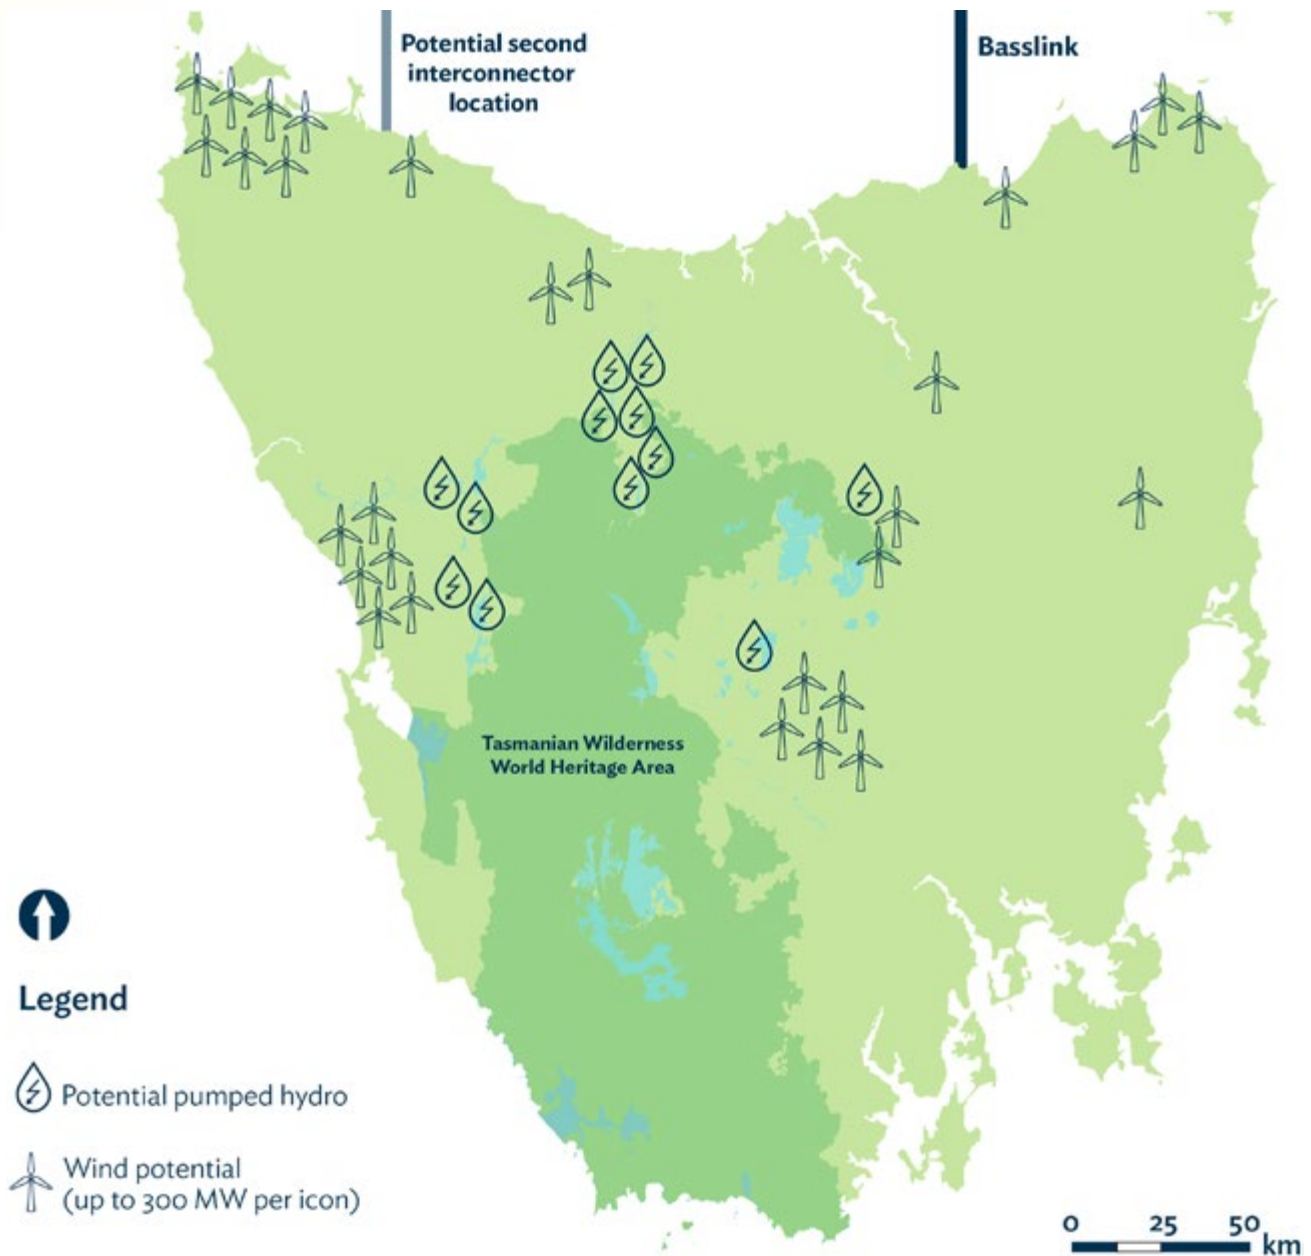 Potential second
interconnector
location
Basslink
Tasmanian Wilderness
World Heritage Area
Legend
Potential pumped hydro
Wind potential
(up to 300 MW per icon)
0 25 50 km